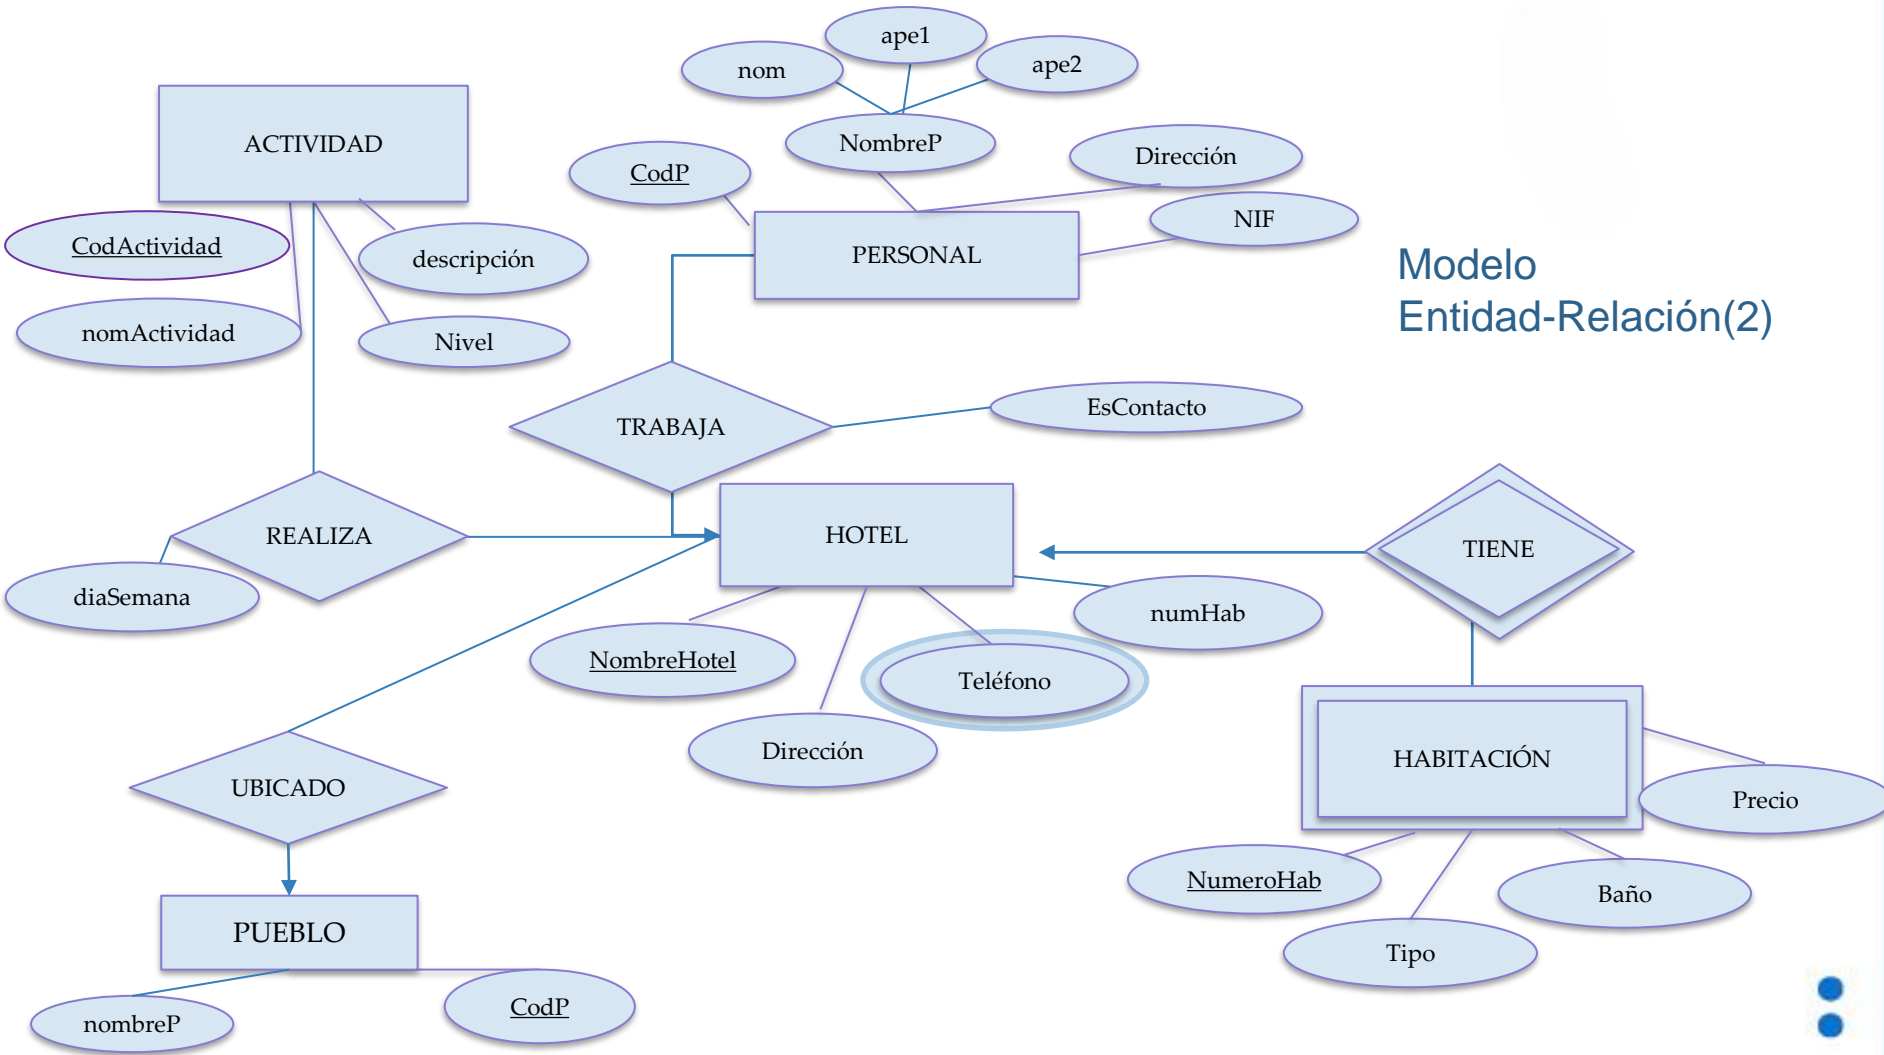 ape1
nom
ape2
ACTIVIDAD
NombreP
Dirección
CodP
NIF
CodActividad
descripción
PERSONAL
Modelo
Entidad-Relación(2)
nomActividad
Nivel
EsContacto
TRABAJA
REALIZA
HOTEL
TIENE
diaSemana
numHab
NombreHotel
Teléfono
Dirección
HABITACIÓN
UBICADO
Precio
NumeroHab
Baño
PUEBLO
Tipo
nombreP
CodP